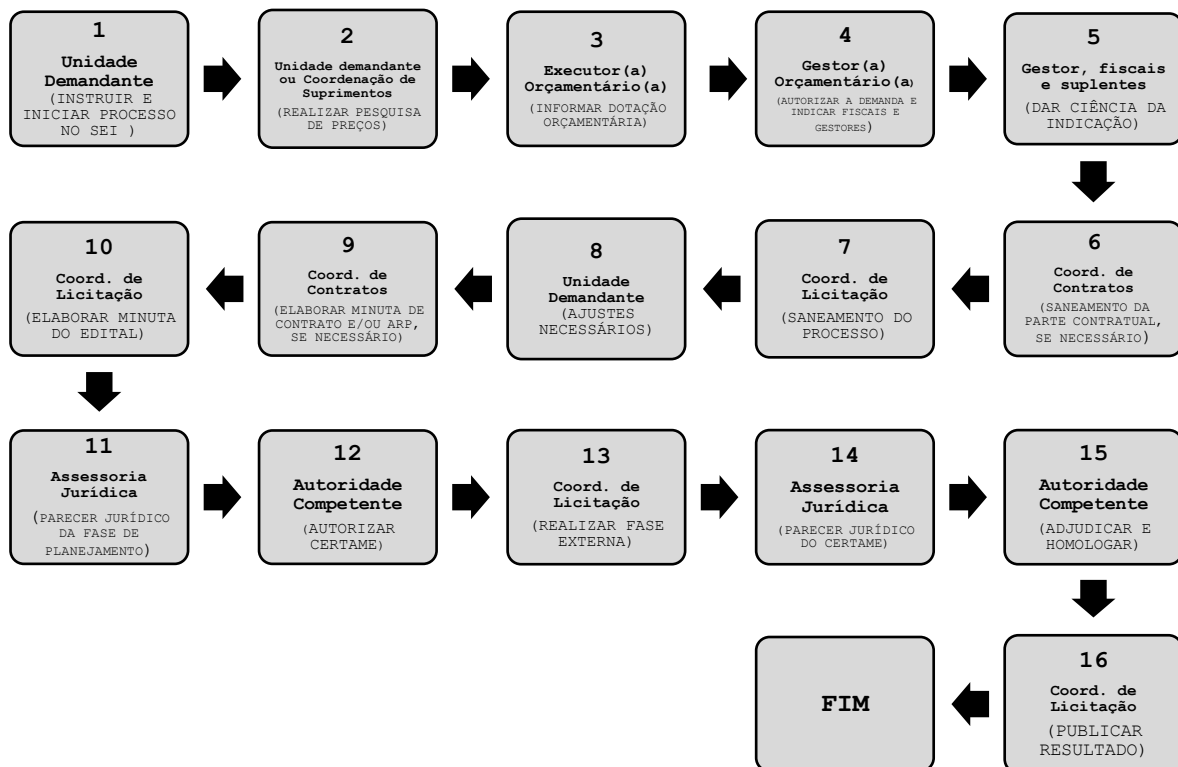 1
Unidade
Demandante
(INSTRUIR E
INICIAR PROCESSO
NO SEI )
2
Unidade demandante
ou Coordenação de
Suprimentos
(REALIZAR PESQUISA
DE PREÇOS)
3
Executor(a)
Orçamentário(a)
(INFORMAR DOTAÇÃO
ORÇAMENTÁRIA)
4
Gestor(a)
Orçamentário(a)
(AUTORIZAR A DEMANDA E
INDICAR FISCAIS E
GESTORES)
5
Gestor, fiscais
e suplentes
(DAR CIÊNCIA DA
INDICAÇÃO)
6
Coord. de
Contratos
(SANEAMENTO DA
PARTE CONTRATUAL,
SE NECESSÁRIO)
7
Coord. de
Licitação
(SANEAMENTO DO
PROCESSO)
8
Unidade
Demandante
(AJUSTES
NECESSÁRIOS)
9
Coord. de
Contratos
(ELABORAR MINUTA DE
CONTRATO E/OU ARP,
SE NECESSÁRIO)
10
Coord. de
Licitação
(ELABORAR MINUTA
DO EDITAL)
11
Assessoria
Jurídica
(PARECER JURÍDICO
DA FASE DE
PLANEJAMENTO)
12
Autoridade
Competente
(AUTORIZAR
CERTAME)
13
Coord. de
Licitação
(REALIZAR FASE
EXTERNA)
14
Assessoria
Jurídica
(PARECER JURÍDICO
DO CERTAME)
15
Autoridade
Competente
(ADJUDICAR E
HOMOLOGAR)
16
Coord. de
Licitação
(PUBLICAR
RESULTADO)
FIM